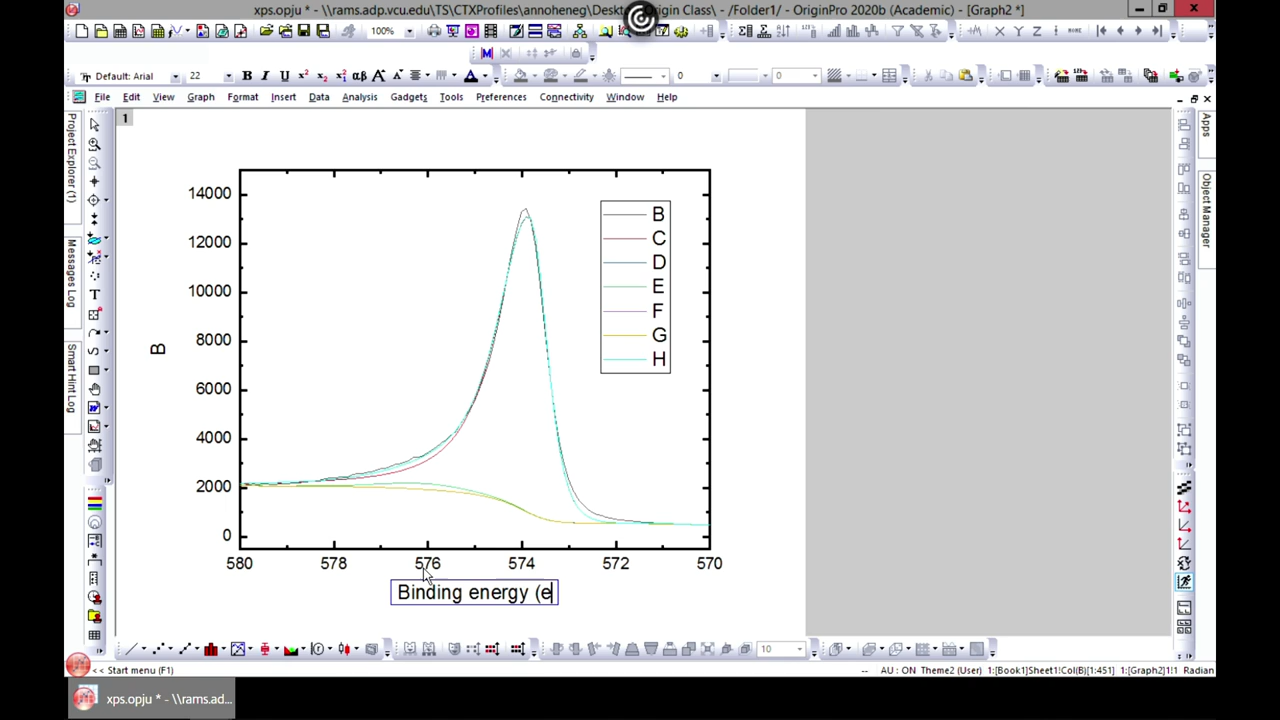 xps.opju * - \\rams.adp.vcu.edu\TS\CTXProfiles\annoheneg\Desktop Origin Class\ - /Folder1/ - OriginPro 2020b (Academic) - [Graph2 *]
100%
Default: Arial 22 B I U 0 0
File Edit View Graph Format Insert Data Analysis Gadgets Tools Preferences Connectivity Window Help
1
Project Explorer (1)
Messages Log
Smart Hint Log
Apps
Object Manager
14000
12000
10000
8000
6000
4000
2000
0
B
B
C
D
E
F
G
H
580 578 576 574 572 570
Binding energy (e
10
<< Start menu (F1)
-- AU : ON Theme2 (User) 1:[Book1]Sheet1!Col(B)[1:451] 1:[Graph2]1!1 Radian
xps.opju * - \\rams.ad...